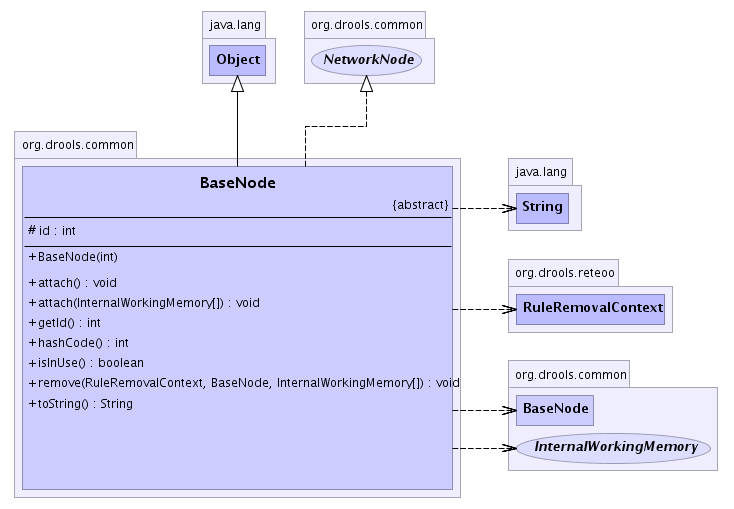 java.lang
Object
org.drools.common
NetworkNode
org.drools.common
BaseNode
{abstract}
# id : int
+ BaseNode(int)
+ attach() : void
+ attach(InternalWorkingMemory[]) : void
+ getId() : int
+ hashCode() : int
+ isInUse() : boolean
+ remove(RuleRemovalContext, BaseNode, InternalWorkingMemory[]) : void
+ toString() : String
java.lang
String
org.drools.reteoo
RuleRemovalContext
org.drools.common
BaseNode
InternalWorkingMemory